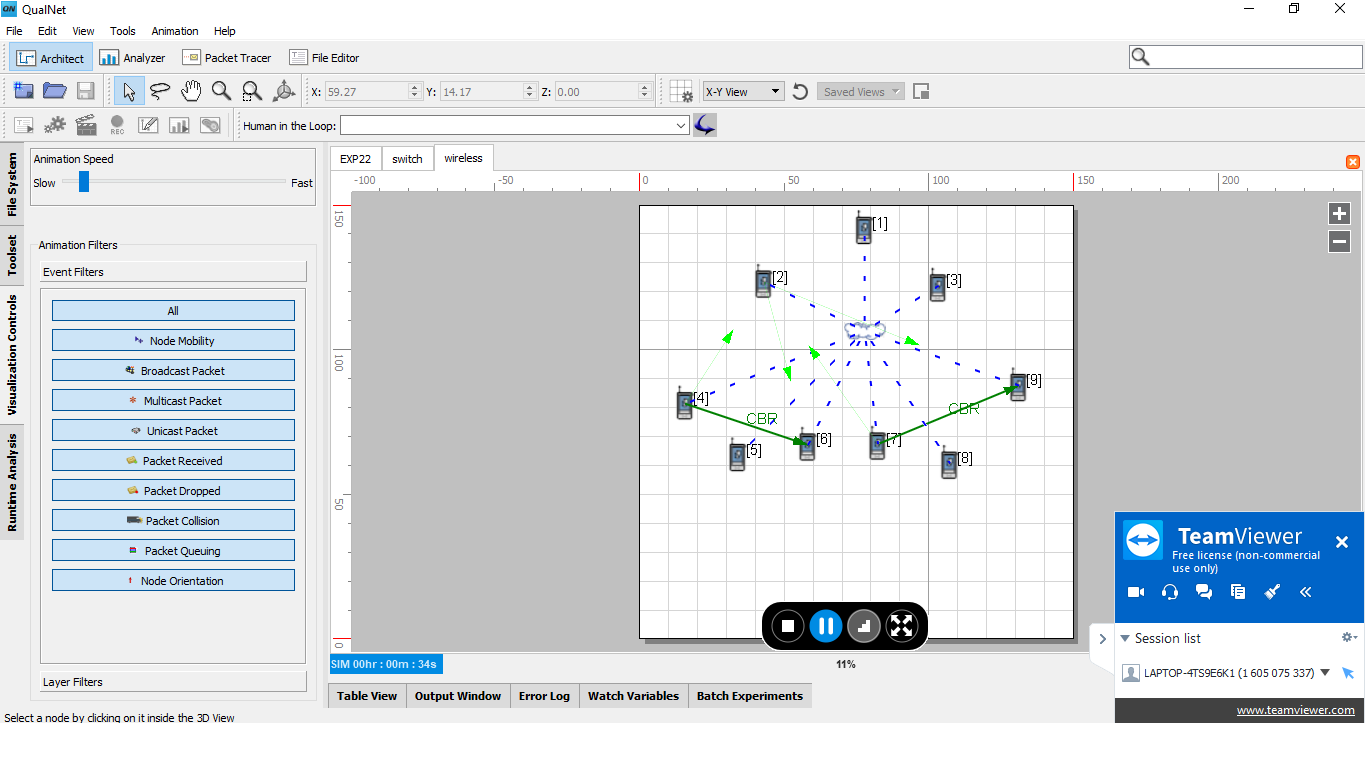 QN QualNet
File Edit View Tools Animation Help
Architect Analyzer Packet Tracer File Editor
X: 59.27 Y: 14.17 Z: 0.00 X-Y View Saved Views
REC Human in the Loop:
File System
Toolset
Visualization Controls
Runtime Analysis
Animation Speed
Slow Fast
Animation Filters
Event Filters
All
Node Mobility
Broadcast Packet
Multicast Packet
Unicast Packet
Packet Received
Packet Dropped
Packet Collision
Packet Queuing
Node Orientation
Layer Filters
EXP22 switch wireless
-100 -50 0 50 100 150 200
150
100
50
0
[1]
[2]
[3]
[4]
[5]
[6]
[7]
[8]
[9]
CBR
CBR
SIM 00hr : 00m : 34s 11%
Table View Output Window Error Log Watch Variables Batch Experiments
Select a node by clicking on it inside the 3D View
TeamViewer
Free license (non-commercial
use only)
Session list
LAPTOP-4TS9E6K1 (1 605 075 337)
www.teamviewer.com